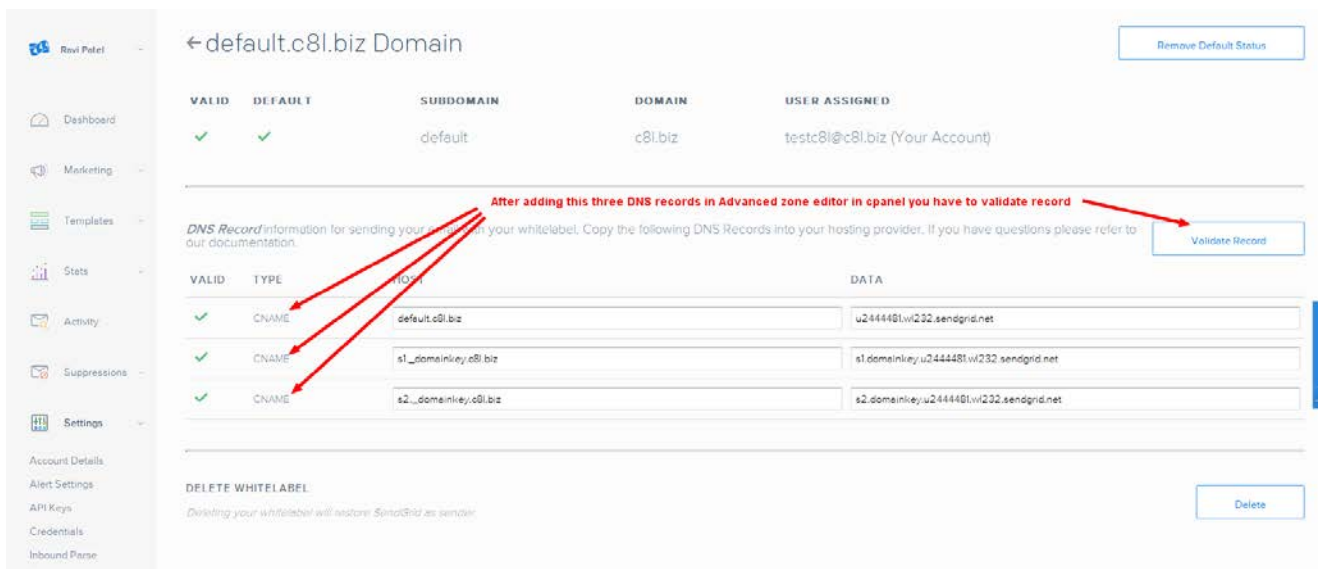 Ravi Patel
←default.c8l.biz Domain
Remove Default Status
VALID DEFAULT SUBDOMAIN DOMAIN USER ASSIGNED
default c8l.biz testc8l@c8l.biz (Your Account)
Dashboard
Marketing
Templates
Stats
Activity
Suppressions
Settings
Account Details
Alert Settings
API Keys
Credentials
Inbound Parse
After adding this three DNS records in Advanced zone editor in cpanel you have to validate record
DNS Record information for sending your email with your whitelabel. Copy the following DNS Records into your hosting provider. If you have questions please refer to
our documentation.
Validate Record
VALID TYPE HOST DATA
CNAME default.c8l.biz u2444481.wl232.sendgrid.net
CNAME s1._domainkey.c8l.biz s1.domainkey.u2444481.wl232.sendgrid.net
CNAME s2._domainkey.c8l.biz s2.domainkey.u2444481.wl232.sendgrid.net
DELETE WHITELABEL
Deleting your whitelabel will restore SendGrid as sender.
Delete